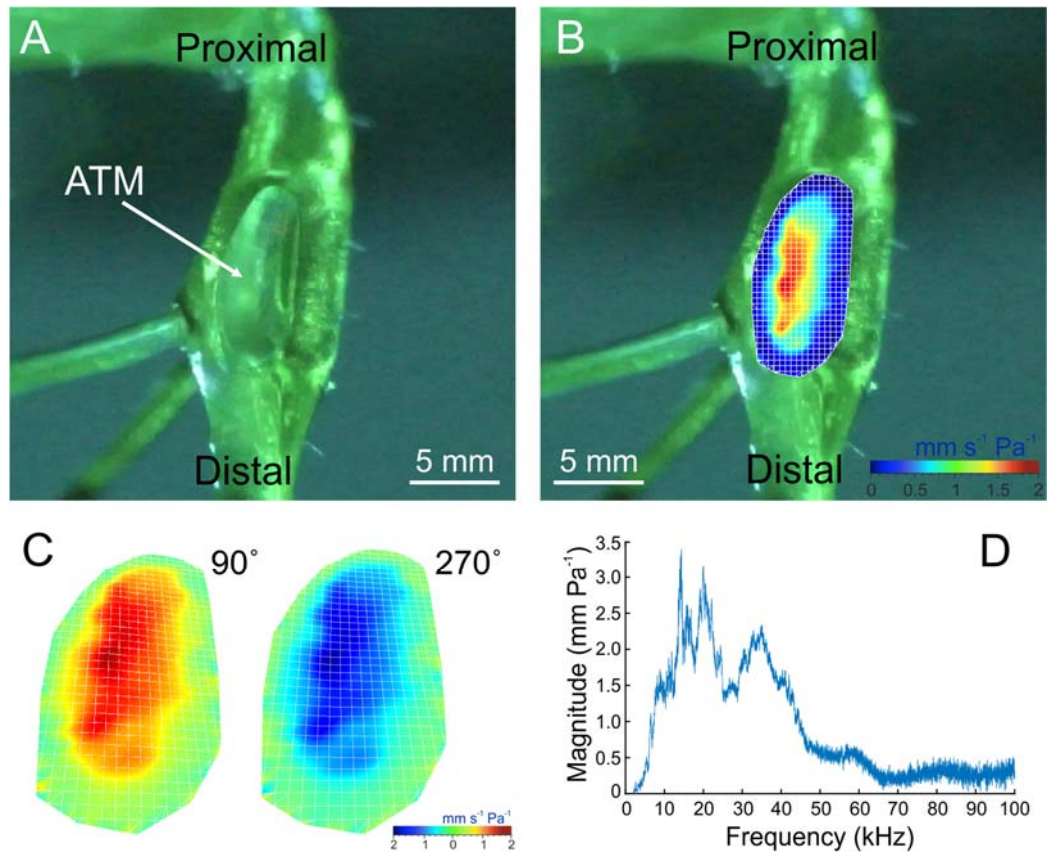 A
Proximal
ATM
Distal
5 mm
B
Proximal
mm s⁻¹ Pa⁻¹
0 0.5 1 1.5 2
Distal
5 mm
C
90°
270°
mm s⁻¹ Pa⁻¹
2 1 0 1 2
D
Magnitude (mm Pa⁻¹)
3.5
3.0
2.5
2.0
1.5
1.0
0.5
0
0 10 20 30 40 50 60 70 80 90 100
Frequency (kHz)